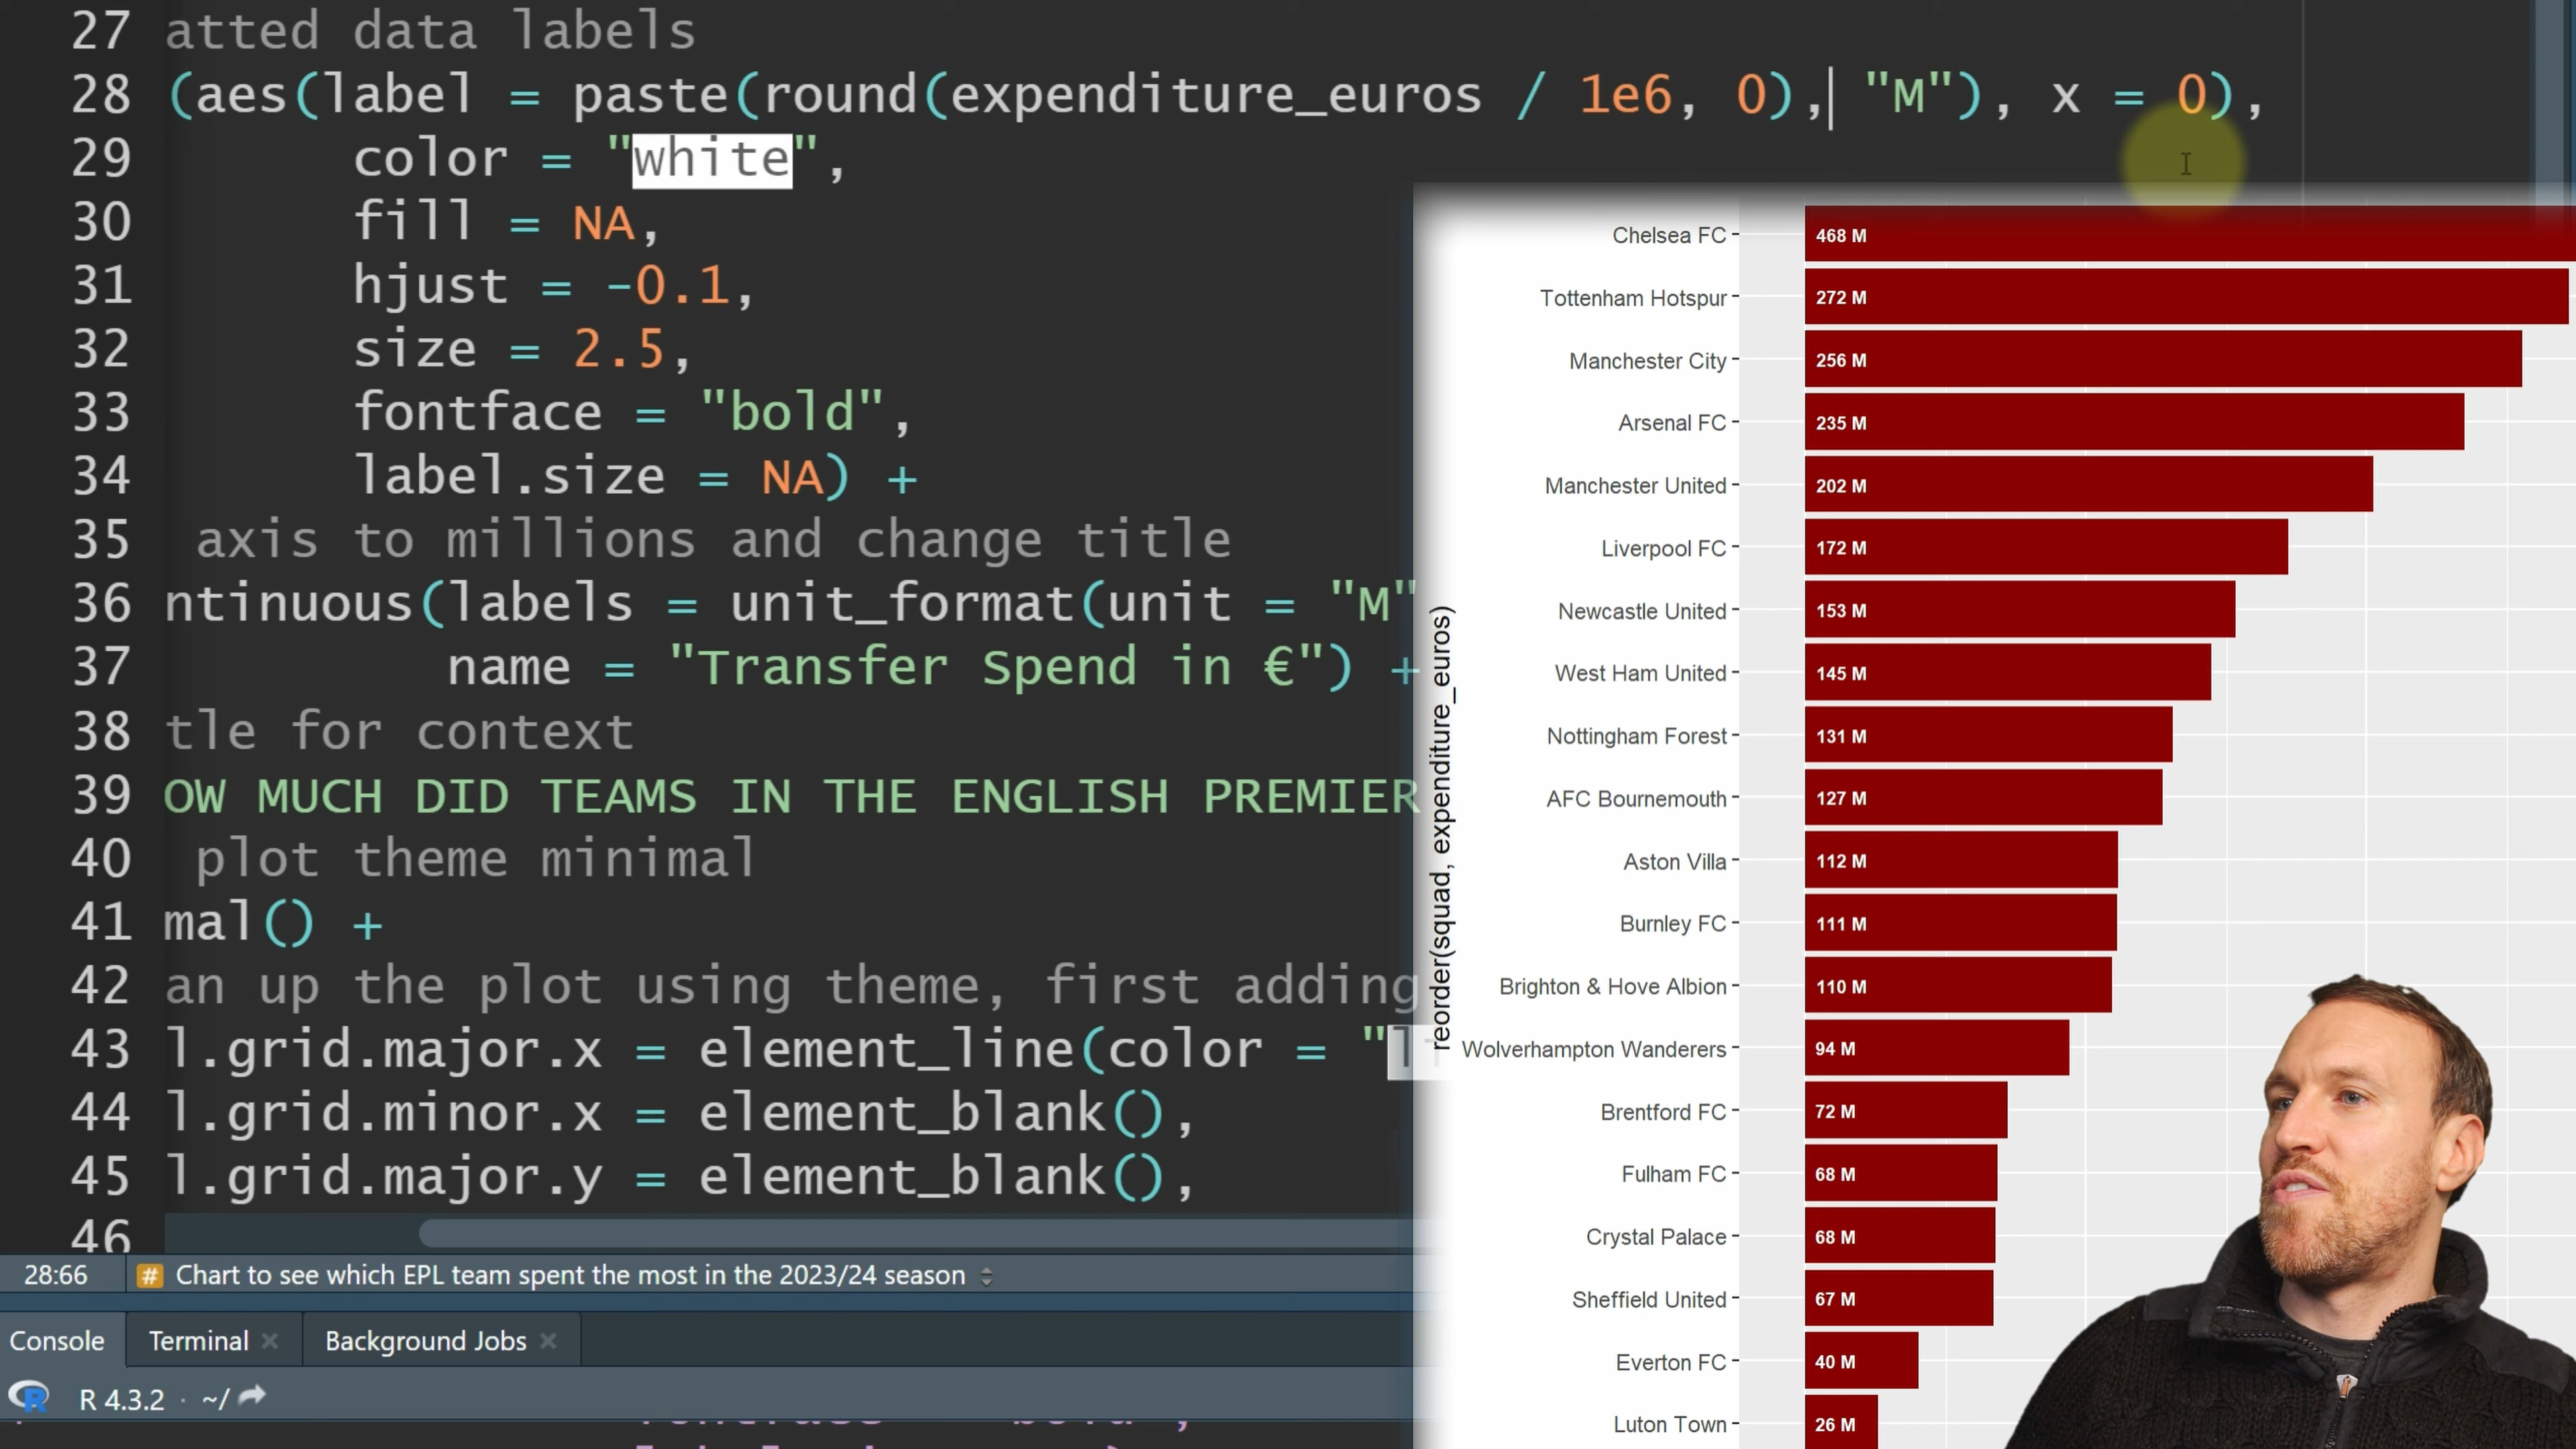 27 atted data labels
28 (aes(label = paste(round(expenditure_euros / 1e6, 0), "M"), x = 0),
29 color = "white",
30 fill = NA,
31 hjust = -0.1,
32 size = 2.5,
33 fontface = "bold",
34 label.size = NA) +
35 axis to millions and change title
36 ntinuous(labels = unit_format(unit = "M"
37 name = "Transfer Spend in €") +
38 tle for context
39 OW MUCH DID TEAMS IN THE ENGLISH PREMIER
40 plot theme minimal
41 mal() +
42 an up the plot using theme, first adding
43 l.grid.major.x = element_line(color = "l
44 l.grid.minor.x = element_blank(),
45 l.grid.major.y = element_blank(),
46
28:66 # Chart to see which EPL team spent the most in the 2023/24 season
Console Terminal Background Jobs
R R 4.3.2 · ~/
reorder(squad, expenditure_euros)
Chelsea FC 468 M
Tottenham Hotspur 272 M
Manchester City 256 M
Arsenal FC 235 M
Manchester United 202 M
Liverpool FC 172 M
Newcastle United 153 M
West Ham United 145 M
Nottingham Forest 131 M
AFC Bournemouth 127 M
Aston Villa 112 M
Burnley FC 111 M
Brighton & Hove Albion 110 M
Wolverhampton Wanderers 94 M
Brentford FC 72 M
Fulham FC 68 M
Crystal Palace 68 M
Sheffield United 67 M
Everton FC 40 M
Luton Town 26 M